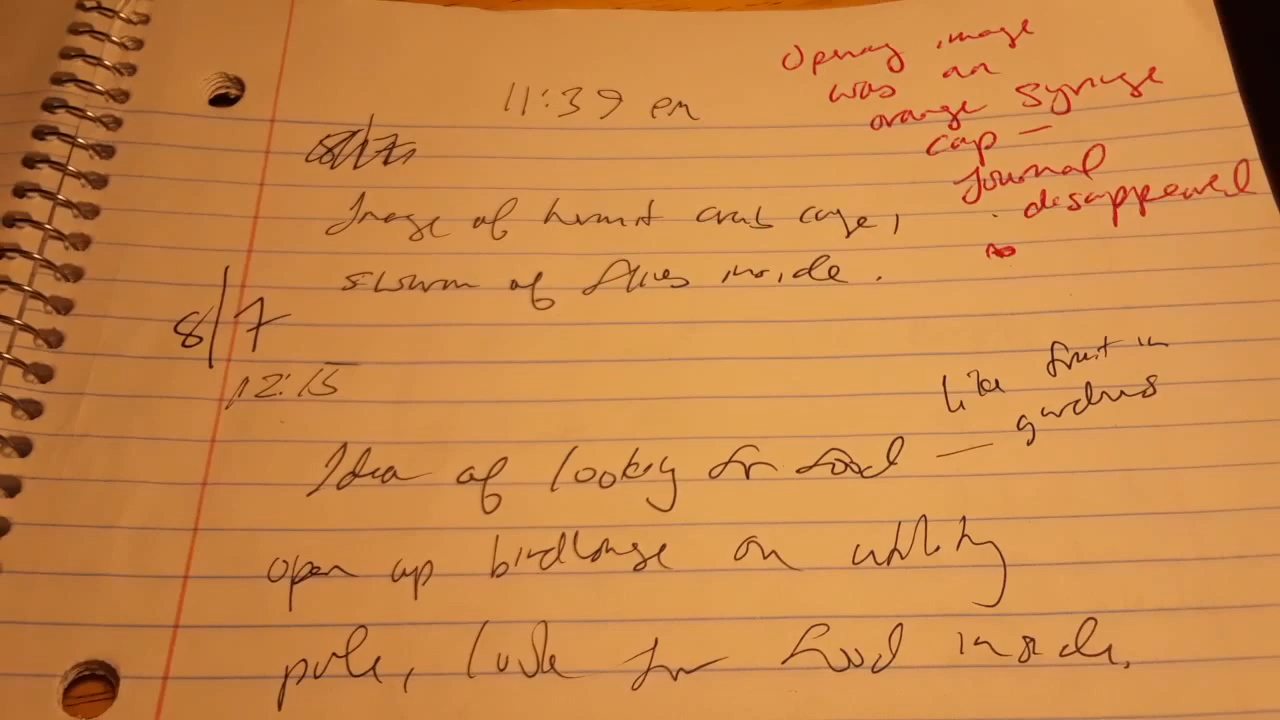 11:39 pm
Image of hermit crab cage,
swarm of flies inside.
Opening image
was an
orange syringe
cap —
Journal
disappeared
8/7
12:15
Idea of looking for food — like fruit in
gardens
open up birdhouse on utility
pole, look for food inside.